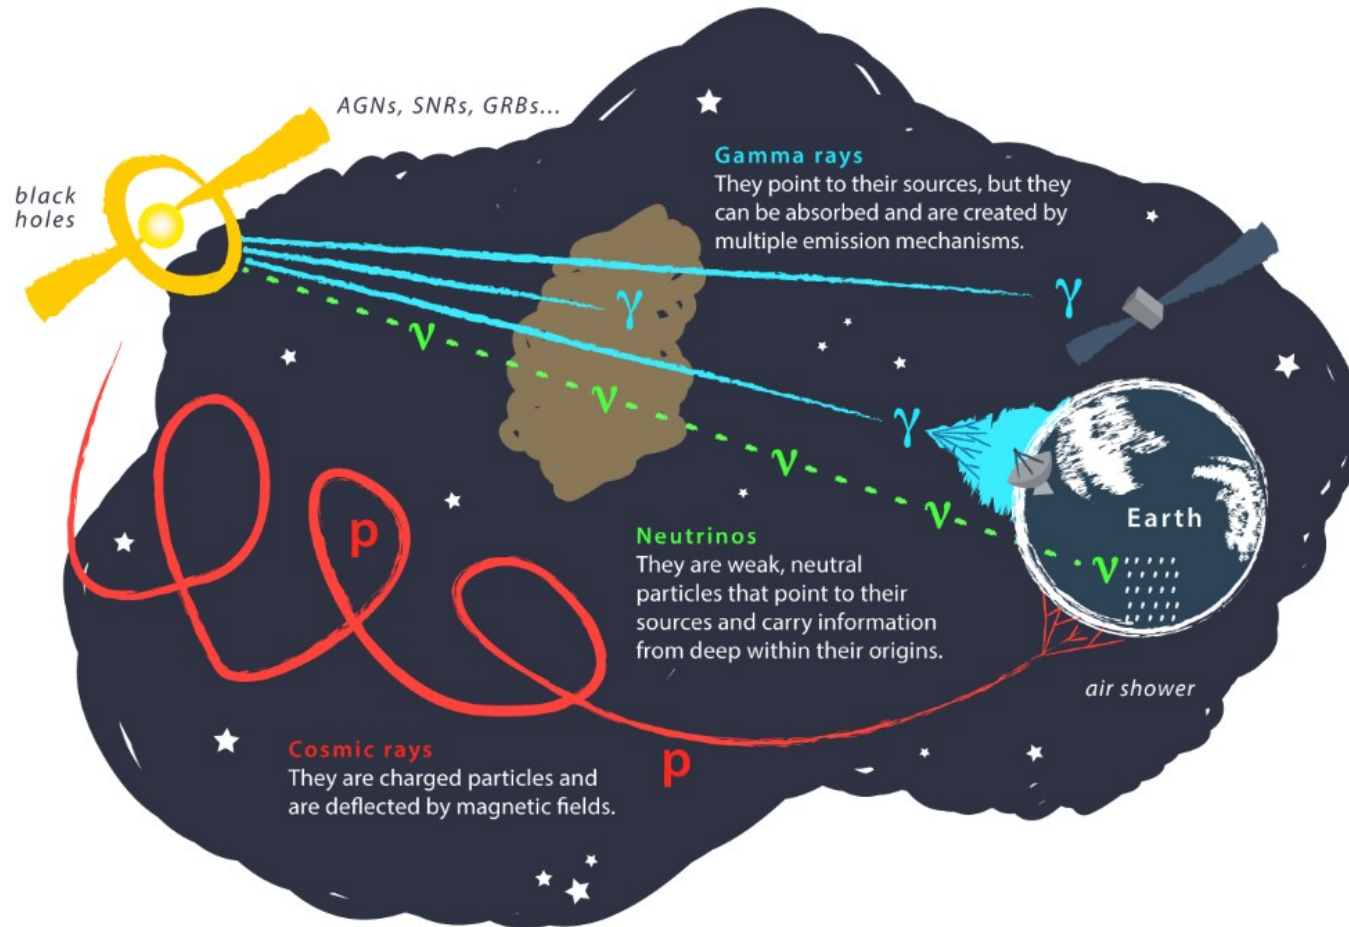 AGNs, SNRs, GRBs...
black
holes
Gamma rays
They point to their sources, but they
can be absorbed and are created by
multiple emission mechanisms.
γ
γ
ν
ν
γ
ν
ν
Earth
ν
p
Neutrinos
They are weak, neutral
particles that point to their
sources and carry information
from deep within their origins.
air shower
Cosmic rays
They are charged particles and
are deflected by magnetic fields.
p